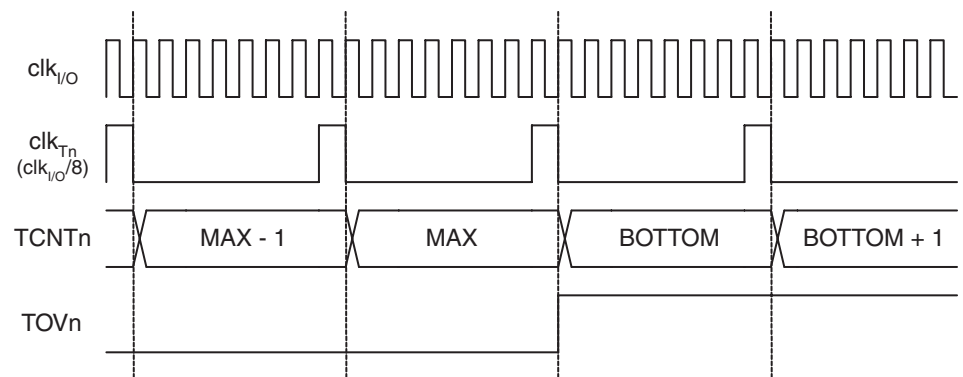 clkI/O
clkTn
(clkI/O/8)
TCNTn
MAX - 1
MAX
BOTTOM
BOTTOM + 1
TOVn